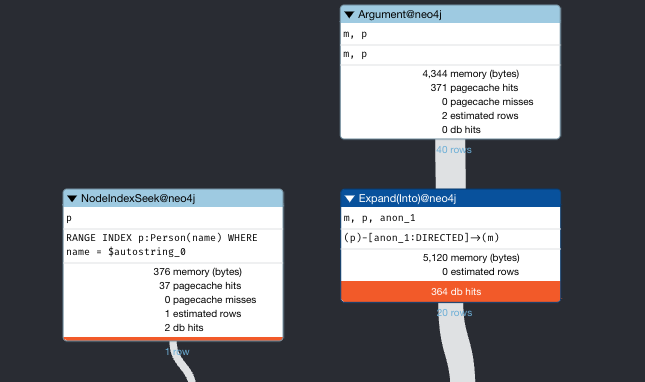 Argument@neo4j
m, p
m, p
4,344 memory (bytes)
371 pagecache hits
0 pagecache misses
2 estimated rows
0 db hits
40 rows
NodeIndexSeek@neo4j
p
RANGE INDEX p:Person(name) WHERE
name = $autostring_0
376 memory (bytes)
37 pagecache hits
0 pagecache misses
1 estimated rows
2 db hits
1 row
Expand(Into)@neo4j
m, p, anon_1
(p)-[anon_1:DIRECTED]->(m)
5,120 memory (bytes)
0 estimated rows
364 db hits
20 rows